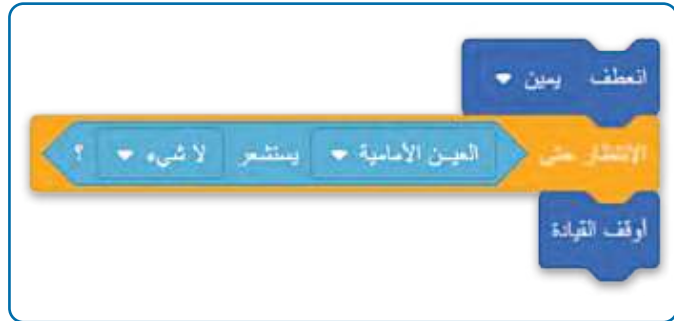 انعطف يمين
الانتظار حتى العين الأمامية يستشعر لا شيء ؟
أوقف القيادة